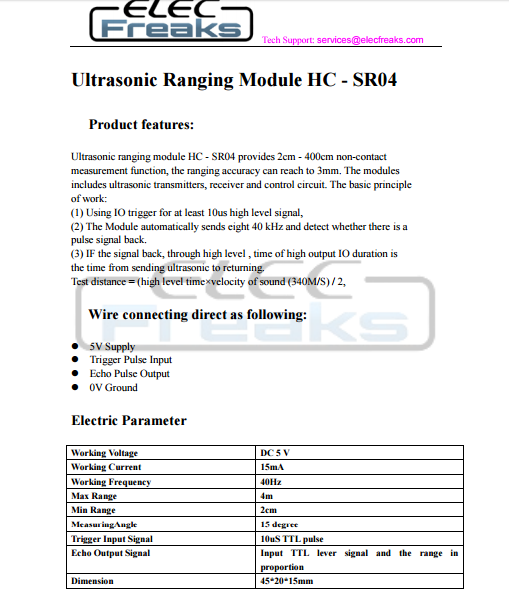 ELEC
Freaks
Tech Support: services@elecfreaks.com
Ultrasonic Ranging Module HC - SR04
Product features:
Ultrasonic ranging module HC - SR04 provides 2cm - 400cm non-contact
measurement function, the ranging accuracy can reach to 3mm. The modules
includes ultrasonic transmitters, receiver and control circuit. The basic principle
of work:
(1) Using IO trigger for at least 10us high level signal,
(2) The Module automatically sends eight 40 kHz and detect whether there is a
pulse signal back.
(3) IF the signal back, through high level , time of high output IO duration is
the time from sending ultrasonic to returning.
Test distance = (high level time×velocity of sound (340M/S) / 2,
ELEC
Freaks
Wire connecting direct as following:
● 5V Supply
● Trigger Pulse Input
● Echo Pulse Output
● 0V Ground
Electric Parameter
Working Voltage DC 5 V
Working Current 15mA
Working Frequency 40Hz
Max Range 4m
Min Range 2cm
MeasuringAngle 15 degree
Trigger Input Signal 10uS TTL pulse
Echo Output Signal Input TTL lever signal and the range in
proportion
Dimension 45*20*15mm